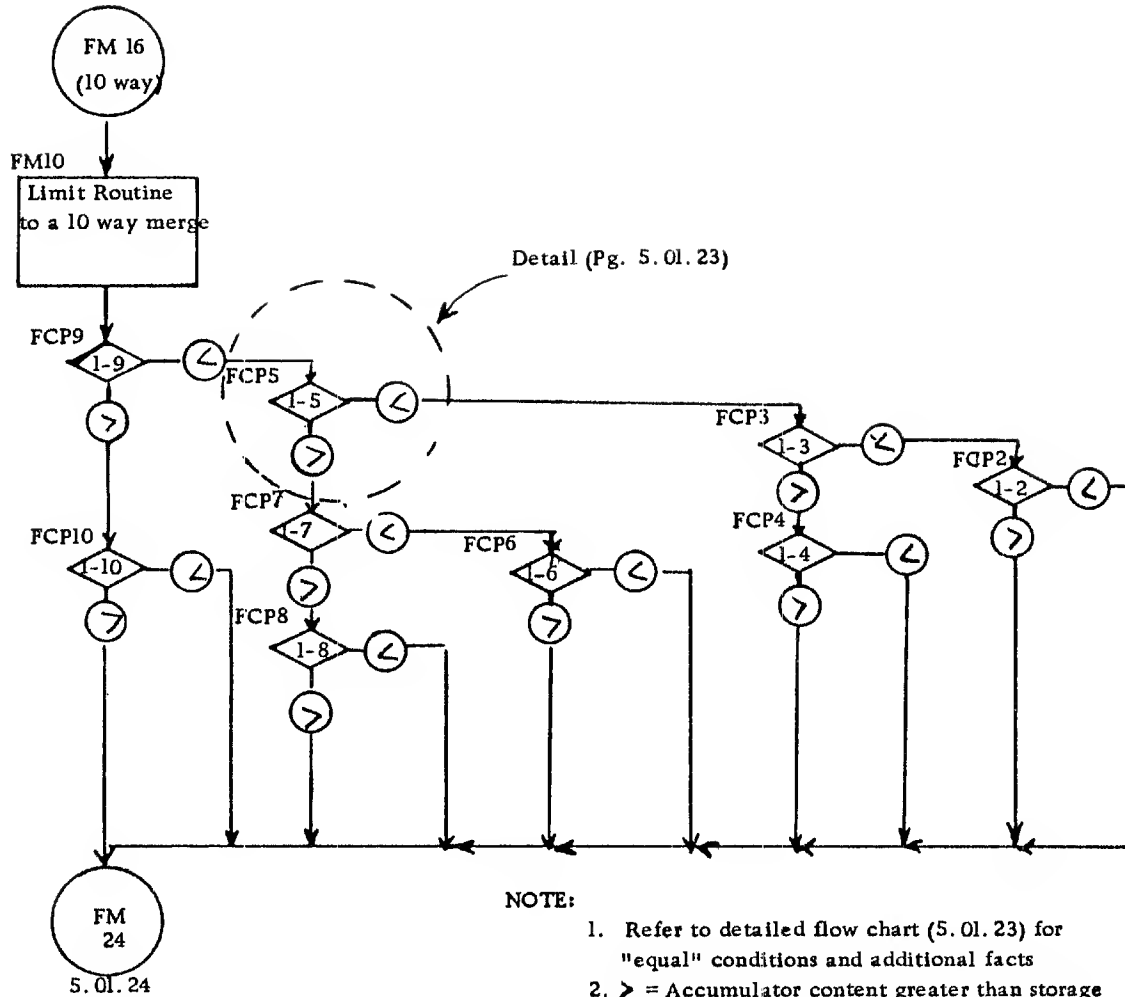 FM 16
(10 way)
FM10
Limit Routine
to a 10 way merge
Detail (Pg. 5.01.23)
FCP9
1-9
<
FCP5
1-5
<
FCP3
1-3
<
FCP2
1-2
<
>
>
>
>
FCP7
1-7
<
FCP6
1-6
<
FCP4
1-4
<
FCP10
1-10
<
>
>
>
>
FCP8
1-8
<
>
FM
24
5.01.24
NOTE:
1. Refer to detailed flow chart (5.01.23) for
"equal" conditions and additional facts
2. > = Accumulator content greater than storage